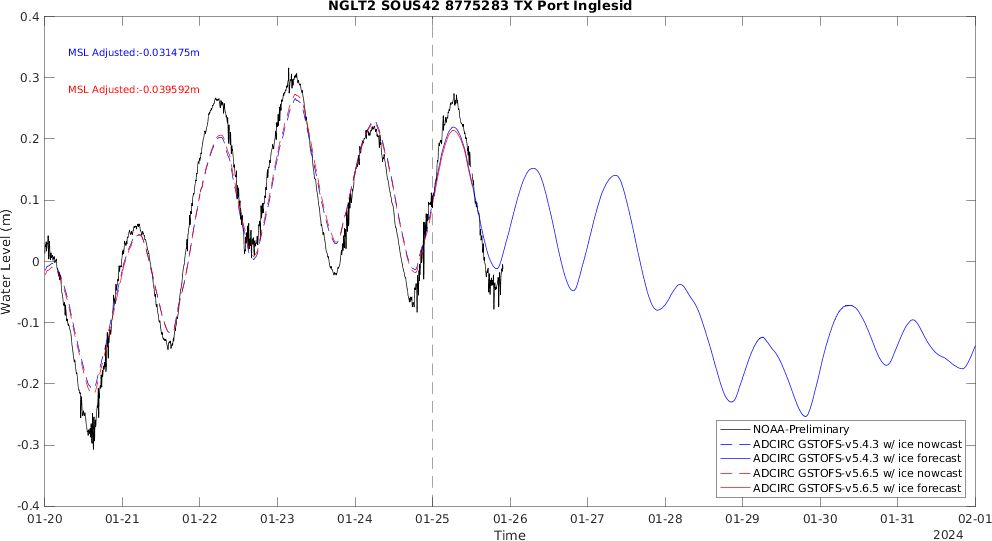 NGLT2 SOUS42 8775283 TX Port Inglesid
MSL Adjusted:-0.031475m
MSL Adjusted:-0.039592m
Water Level (m)
0.4
0.3
0.2
0.1
0
-0.1
-0.2
-0.3
-0.4
NOAA-Preliminary
ADCIRC GSTOFS-v5.4.3 w/ ice nowcast
ADCIRC GSTOFS-v5.4.3 w/ ice forecast
ADCIRC GSTOFS-v5.6.5 w/ ice nowcast
ADCIRC GSTOFS-v5.6.5 w/ ice forecast
01-20 01-21 01-22 01-23 01-24 01-25 01-26 01-27 01-28 01-29 01-30 01-31 02-01
Time
2024